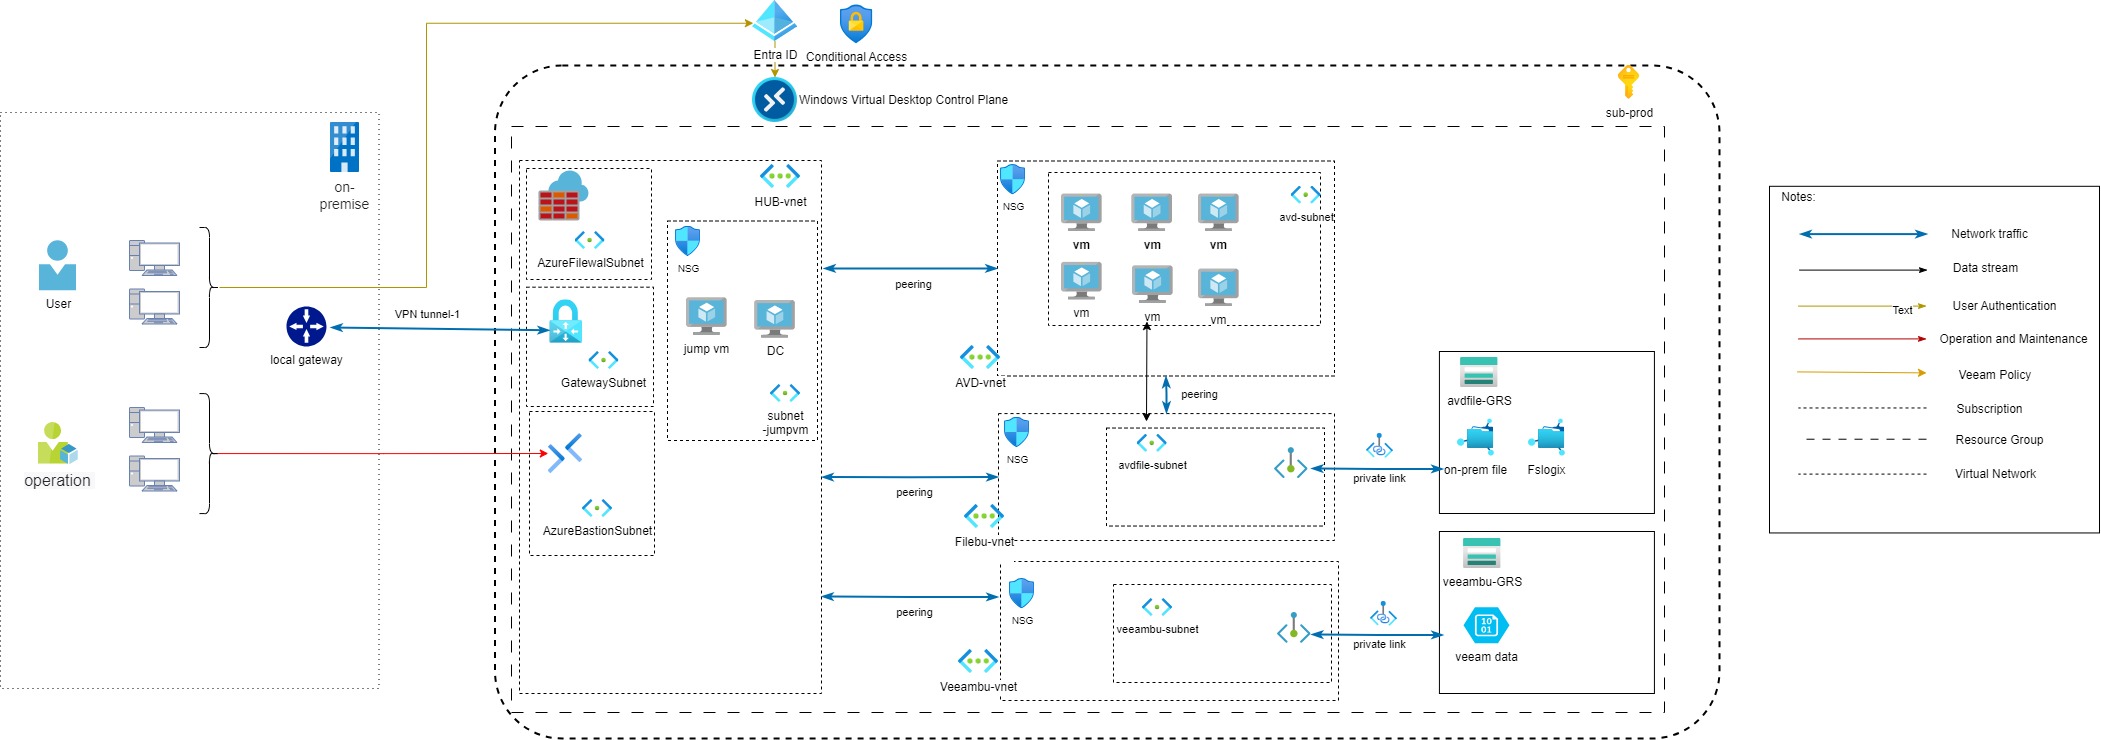 Entra ID
Conditional Access
Windows Virtual Desktop Control Plane
sub-prod
on-
premise
User
local gateway
VPN tunnel-1
operation
HUB-vnet
AzureFilewalSubnet
NSG
jump vm
DC
subnet
-jumpvm
GatewaySubnet
AzureBastionSubnet
peering
peering
peering
NSG
avd-subnet
vm
vm
vm
vm
vm
vm
AVD-vnet
peering
NSG
avdfile-subnet
Filebu-vnet
private link
avdfile-GRS
on-prem file
Fslogix
NSG
veeambu-subnet
Veeambu-vnet
private link
veeambu-GRS
10
01
veeam data
Notes:
Network traffic
Data stream
Text
User Authentication
Operation and Maintenance
Veeam Policy
Subscription
Resource Group
Virtual Network